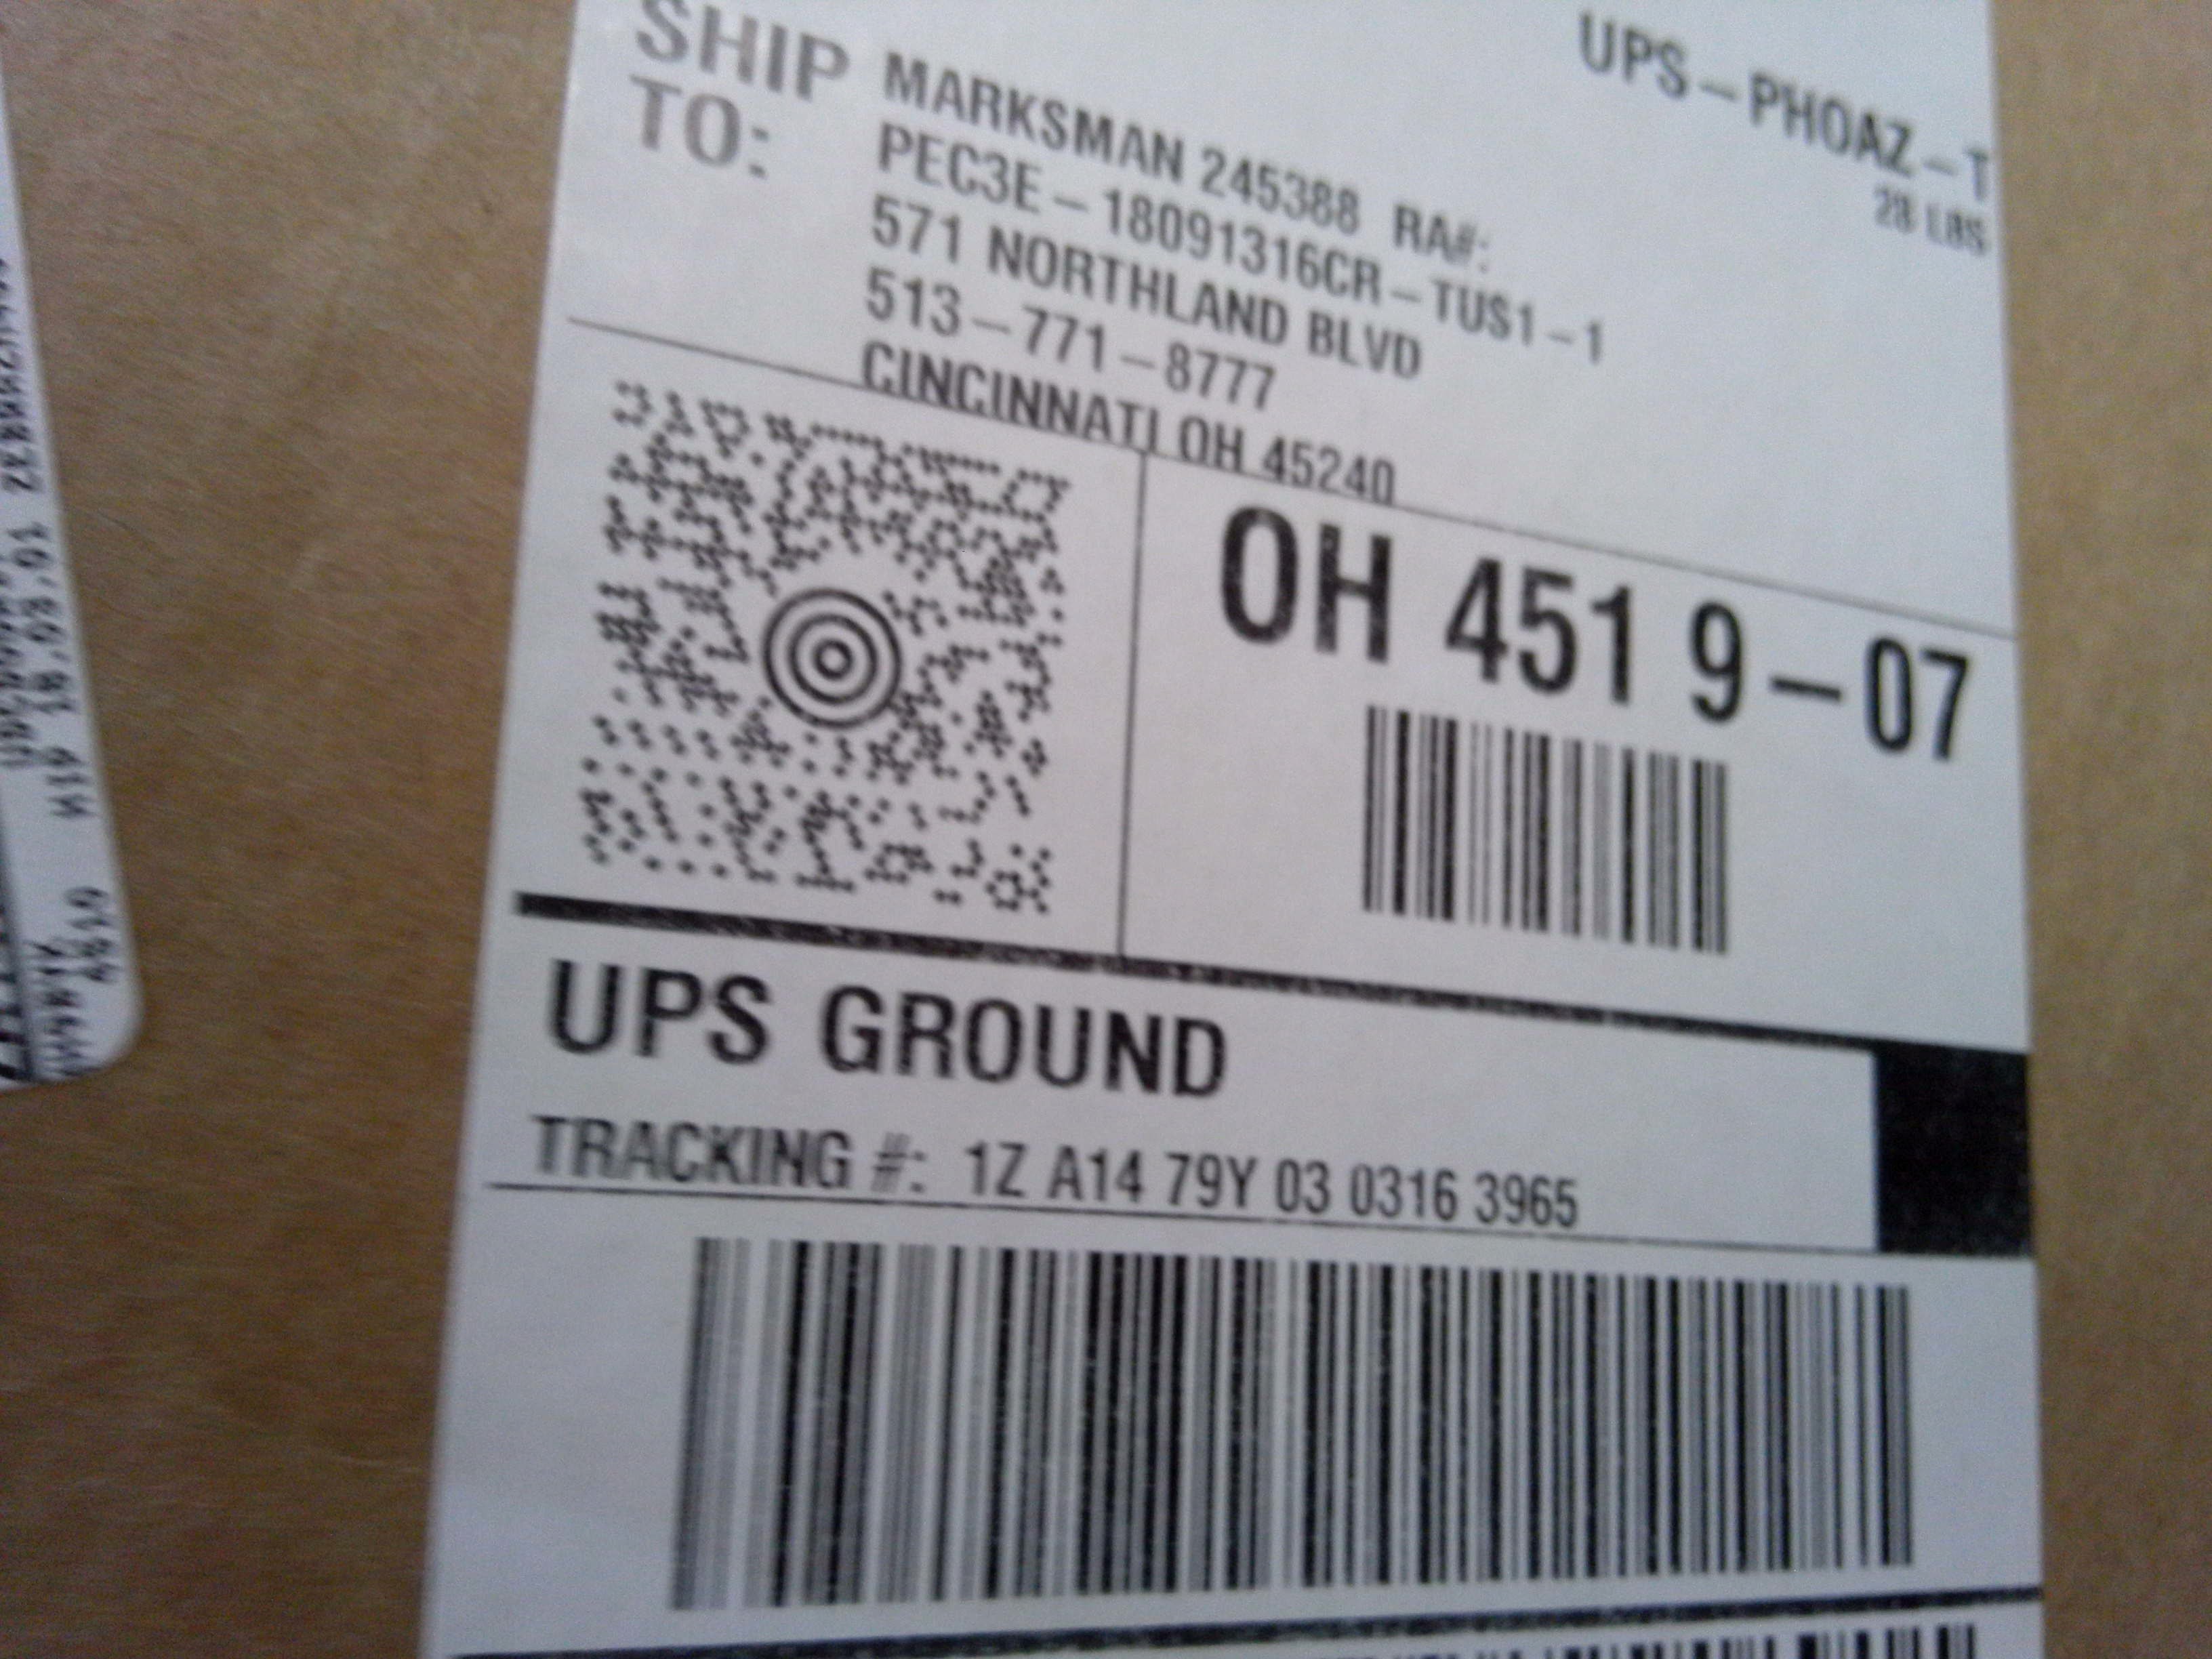 UPS-PHOAZ-T
28 LBS
SHIP
TO:
MARKSMAN 245388 RA#:
PEC3E-18091316CR-TUS1-1
571 NORTHLAND BLVD
513-771-8777
CINCINNATI OH 45240
OH 451 9-07
UPS GROUND
TRACKING #: 1Z A14 79Y 03 0316 3965